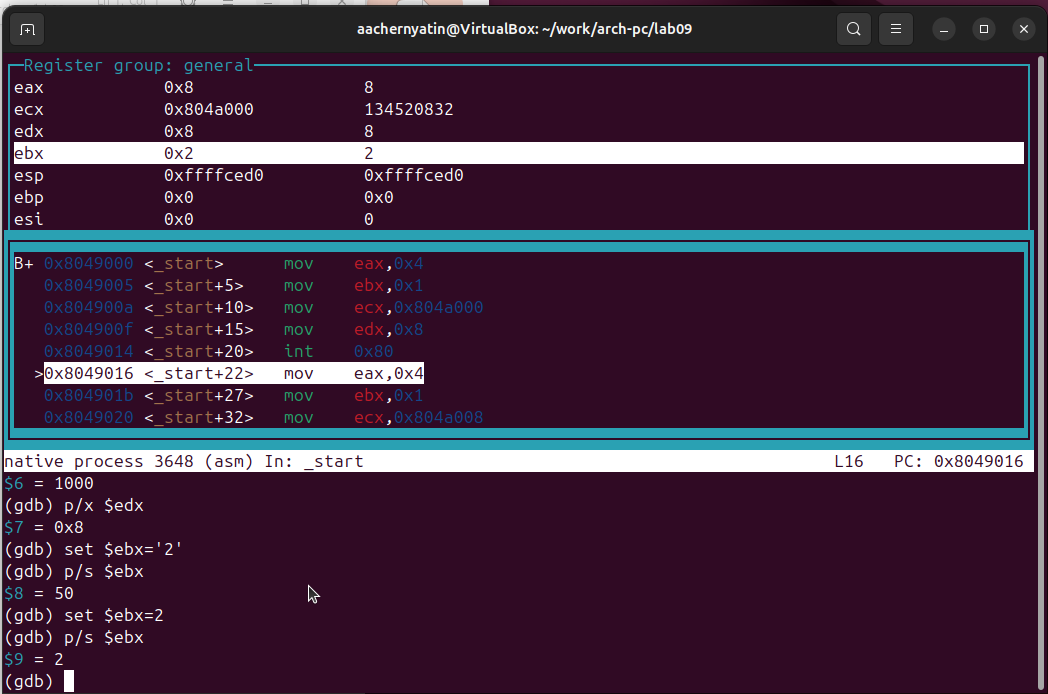 aachernyatin@VirtualBox: ~/work/arch-pc/lab09
Register group: general
eax 0x8 8
ecx 0x804a000 134520832
edx 0x8 8
ebx 0x2 2
esp 0xffffced0 0xffffced0
ebp 0x0 0x0
esi 0x0 0
B+ 0x8049000 <_start> mov eax,0x4
0x8049005 <_start+5> mov ebx,0x1
0x804900a <_start+10> mov ecx,0x804a000
0x804900f <_start+15> mov edx,0x8
0x8049014 <_start+20> int 0x80
>0x8049016 <_start+22> mov eax,0x4
0x804901b <_start+27> mov ebx,0x1
0x8049020 <_start+32> mov ecx,0x804a008
native process 3648 (asm) In: _start L16 PC: 0x8049016
$6 = 1000
(gdb) p/x $edx
$7 = 0x8
(gdb) set $ebx='2'
(gdb) p/s $ebx
$8 = 50
(gdb) set $ebx=2
(gdb) p/s $ebx
$9 = 2
(gdb)